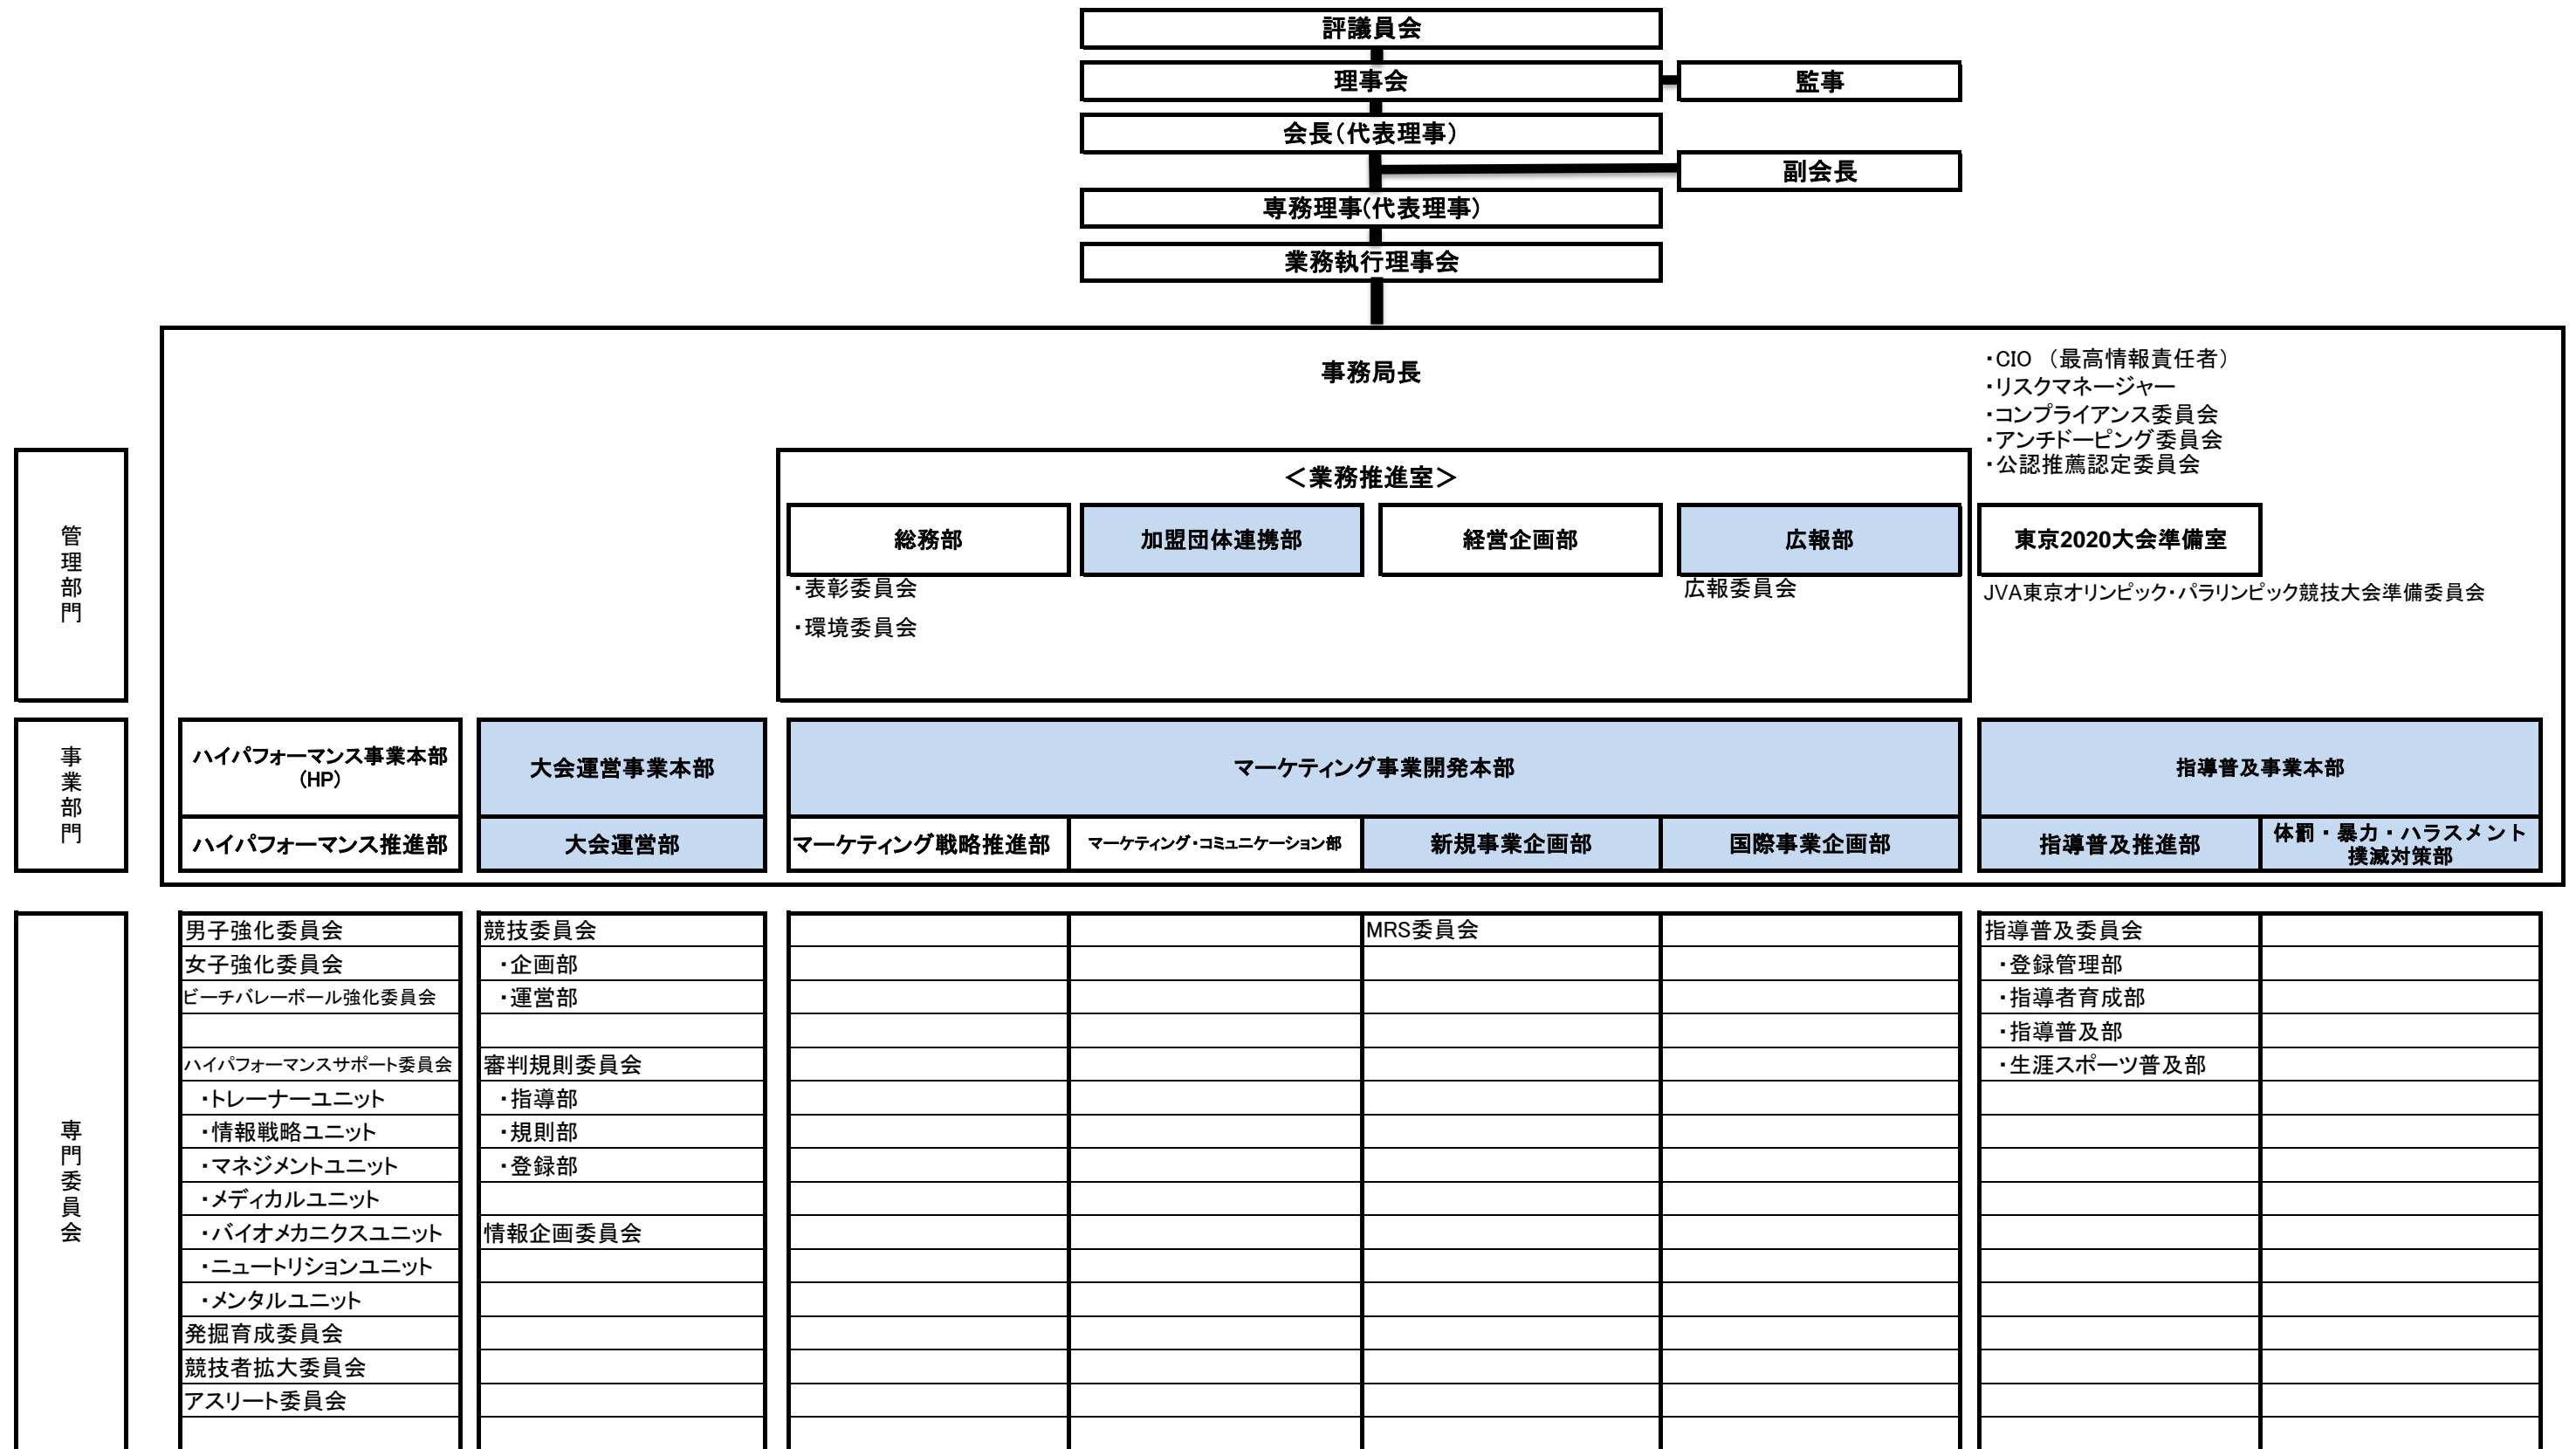 評議員会
理事会
監事
会長（代表理事）
副会長
専務理事(代表理事）
業務執行理事会
事務局長
・CIO （最高情報責任者）
・リスクマネージャー
・コンプライアンス委員会
・アンチドーピング委員会
・公認推薦認定委員会
管理部門
＜業務推進室＞
総務部
加盟団体連携部
経営企画部
広報部
東京2020大会準備室
・表彰委員会
・環境委員会
広報委員会
JVA東京オリンピック・パラリンピック競技大会準備委員会
事業部門
ハイパフォーマンス事業本部
（HP）
大会運営事業本部
マーケティング事業開発本部
指導普及事業本部
ハイパフォーマンス推進部
大会運営部
マーケティング戦略推進部
マーケティング・コミュニケーション部
新規事業企画部
国際事業企画部
指導普及推進部
体罰・暴力・ハラスメント
撲滅対策部
専門委員会
男子強化委員会
女子強化委員会
ビーチバレーボール強化委員会
ハイパフォーマンスサポート委員会
・トレーナーユニット
・情報戦略ユニット
・マネジメントユニット
・メディカルユニット
・バイオメカニクスユニット
・ニュートリションユニット
・メンタルユニット
発掘育成委員会
競技者拡大委員会
アスリート委員会
競技委員会
・企画部
・運営部
審判規則委員会
・指導部
・規則部
・登録部
情報企画委員会
MRS委員会
指導普及委員会
・登録管理部
・指導者育成部
・指導普及部
・生涯スポーツ普及部